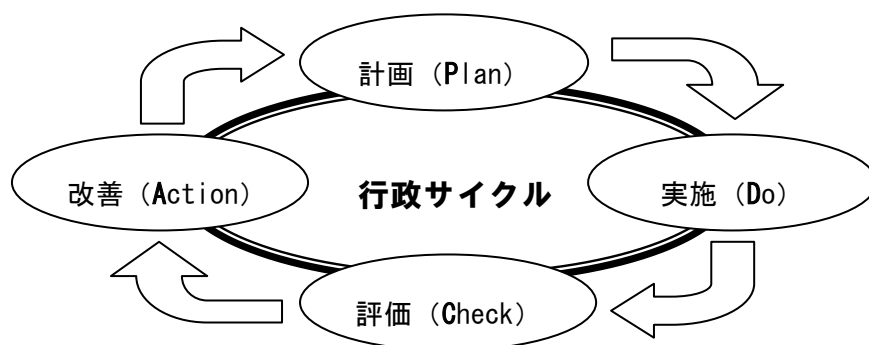 計画（Plan）
改善（Action）
行政サイクル
実施（Do）
評価（Check）